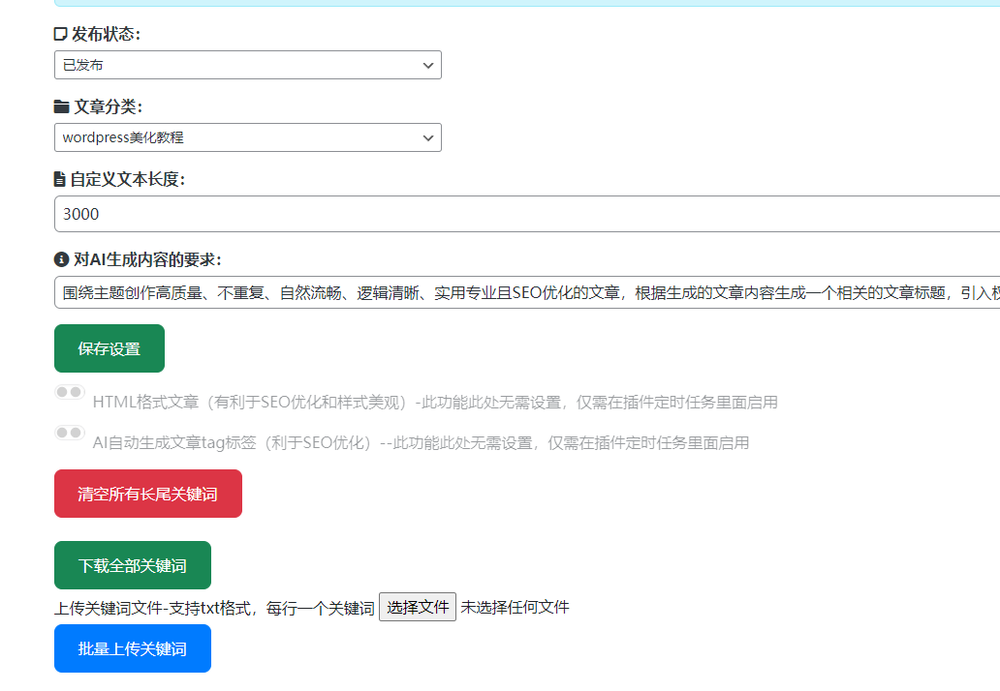 发布状态：
已发布
文章分类：
wordpress美化教程
自定义文本长度：
3000
对AI生成内容的要求：
围绕主题创作高质量、不重复、自然流畅、逻辑清晰、实用专业且SEO优化的文章，根据生成的文章内容生成一个相关的文章标题，引入
保存设置
HTML格式文章（有利于SEO优化和样式美观）-此功能此处无需设置，仅需在插件定时任务里面启用
AI自动生成文章tag标签（利于SEO优化）--此功能此处无需设置，仅需在插件定时任务里面启用
清空所有长尾关键词
下载全部关键词
上传关键词文件-支持txt格式，每行一个关键词 选择文件 未选择任何文件
批量上传关键词